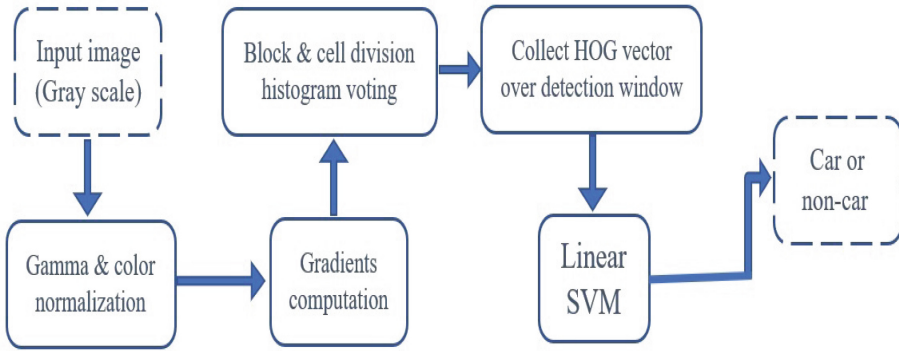 Input image
(Gray scale)
Gamma & color
normalization
Gradients
computation
Block & cell division
histogram voting
Collect HOG vector
over detection window
Linear
SVM
Car or
non-car